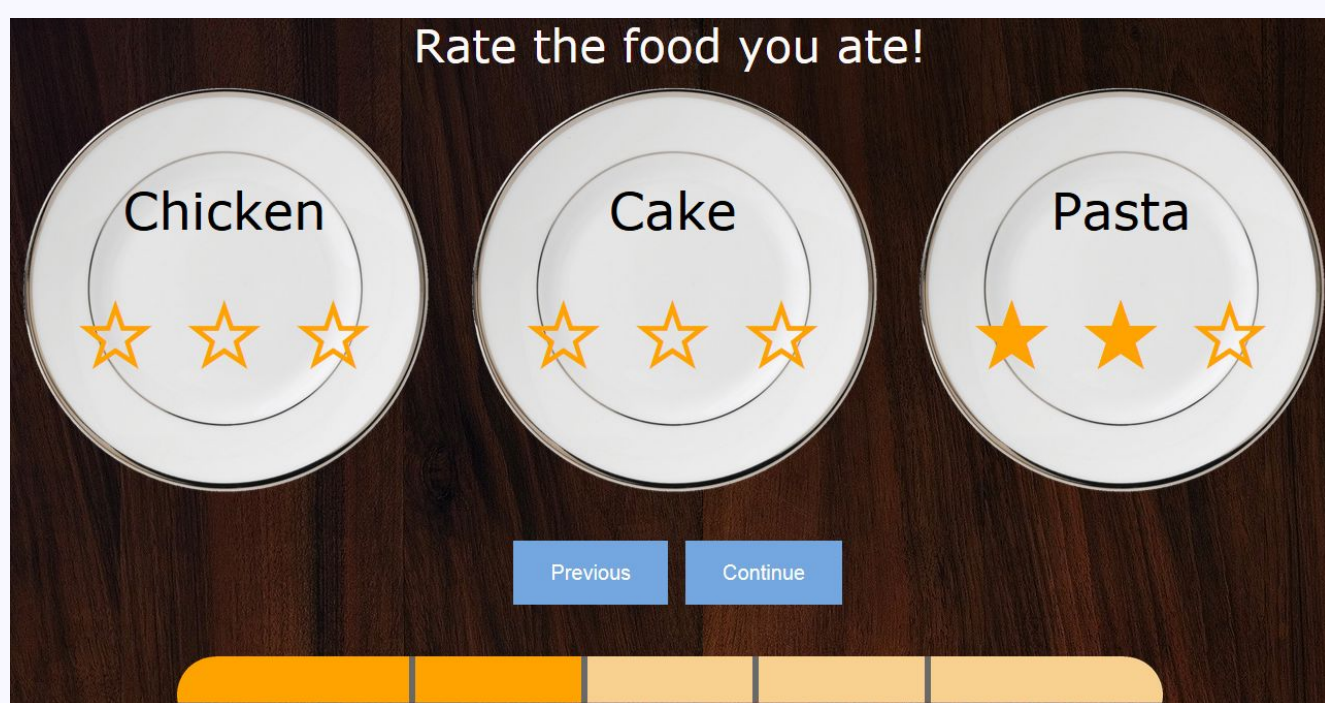 Rate the food you ate!
Chicken
Cake
Pasta
Previous
Continue